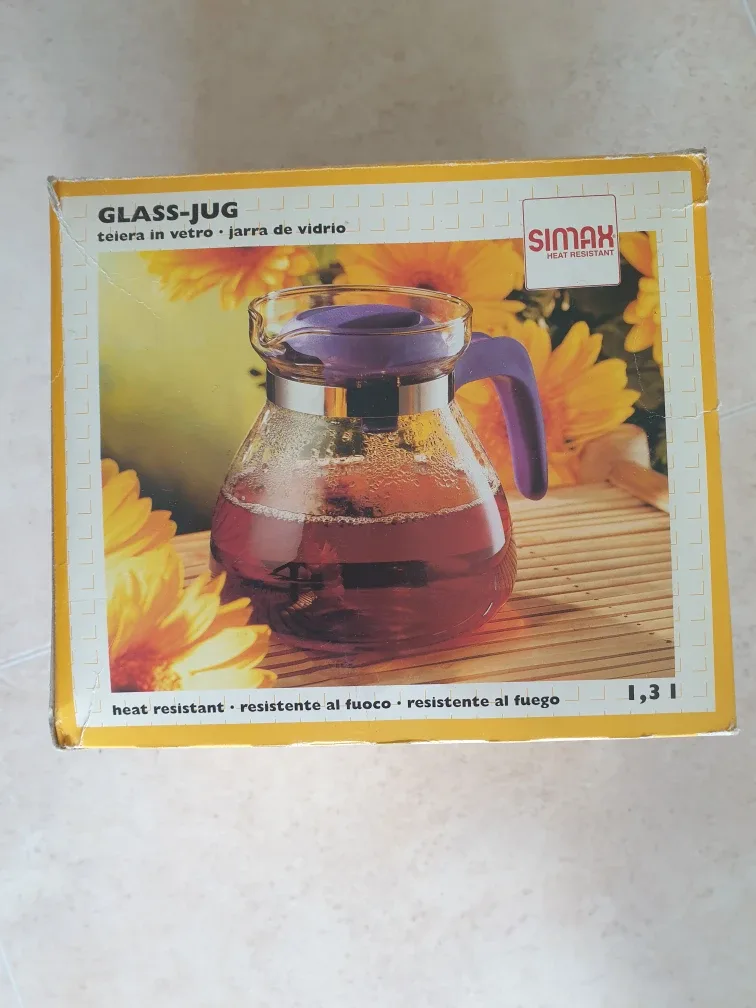 GLASS-JUG
teiera in vetro · jarra de vidrio
SIMAX
HEAT RESISTANT
heat resistant · resistente al fuoco · resistente al fuego
1,3 l